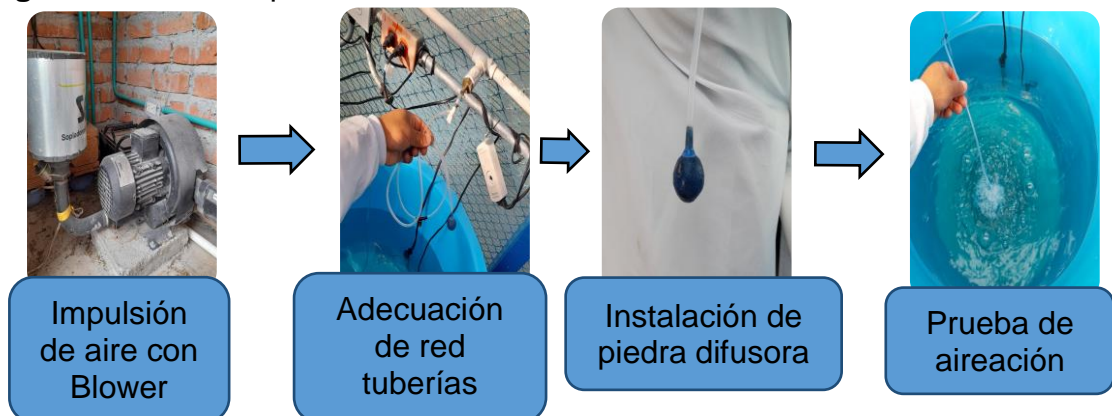 Impulsión
de aire con
Blower
Adecuación
de red
tuberías
Instalación de
piedra difusora
Prueba de
aireación